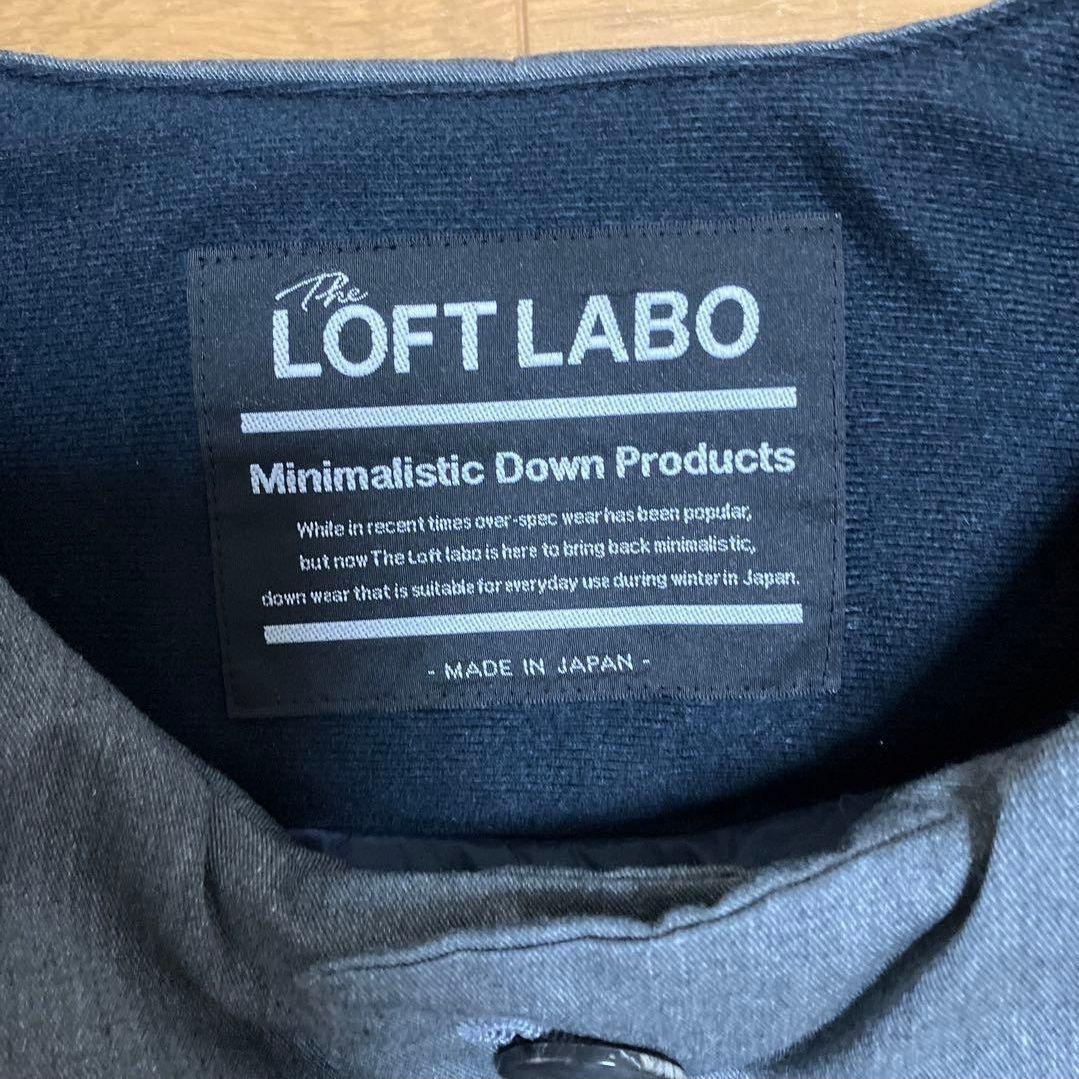 The
LOFT LABO
Minimalistic Down Products
While in recent times over-spec wear has been popular,
but now The Loft labo is here to bring back minimalistic,
down wear that is suitable for everyday use during winter in Japan.
- MADE IN JAPAN -